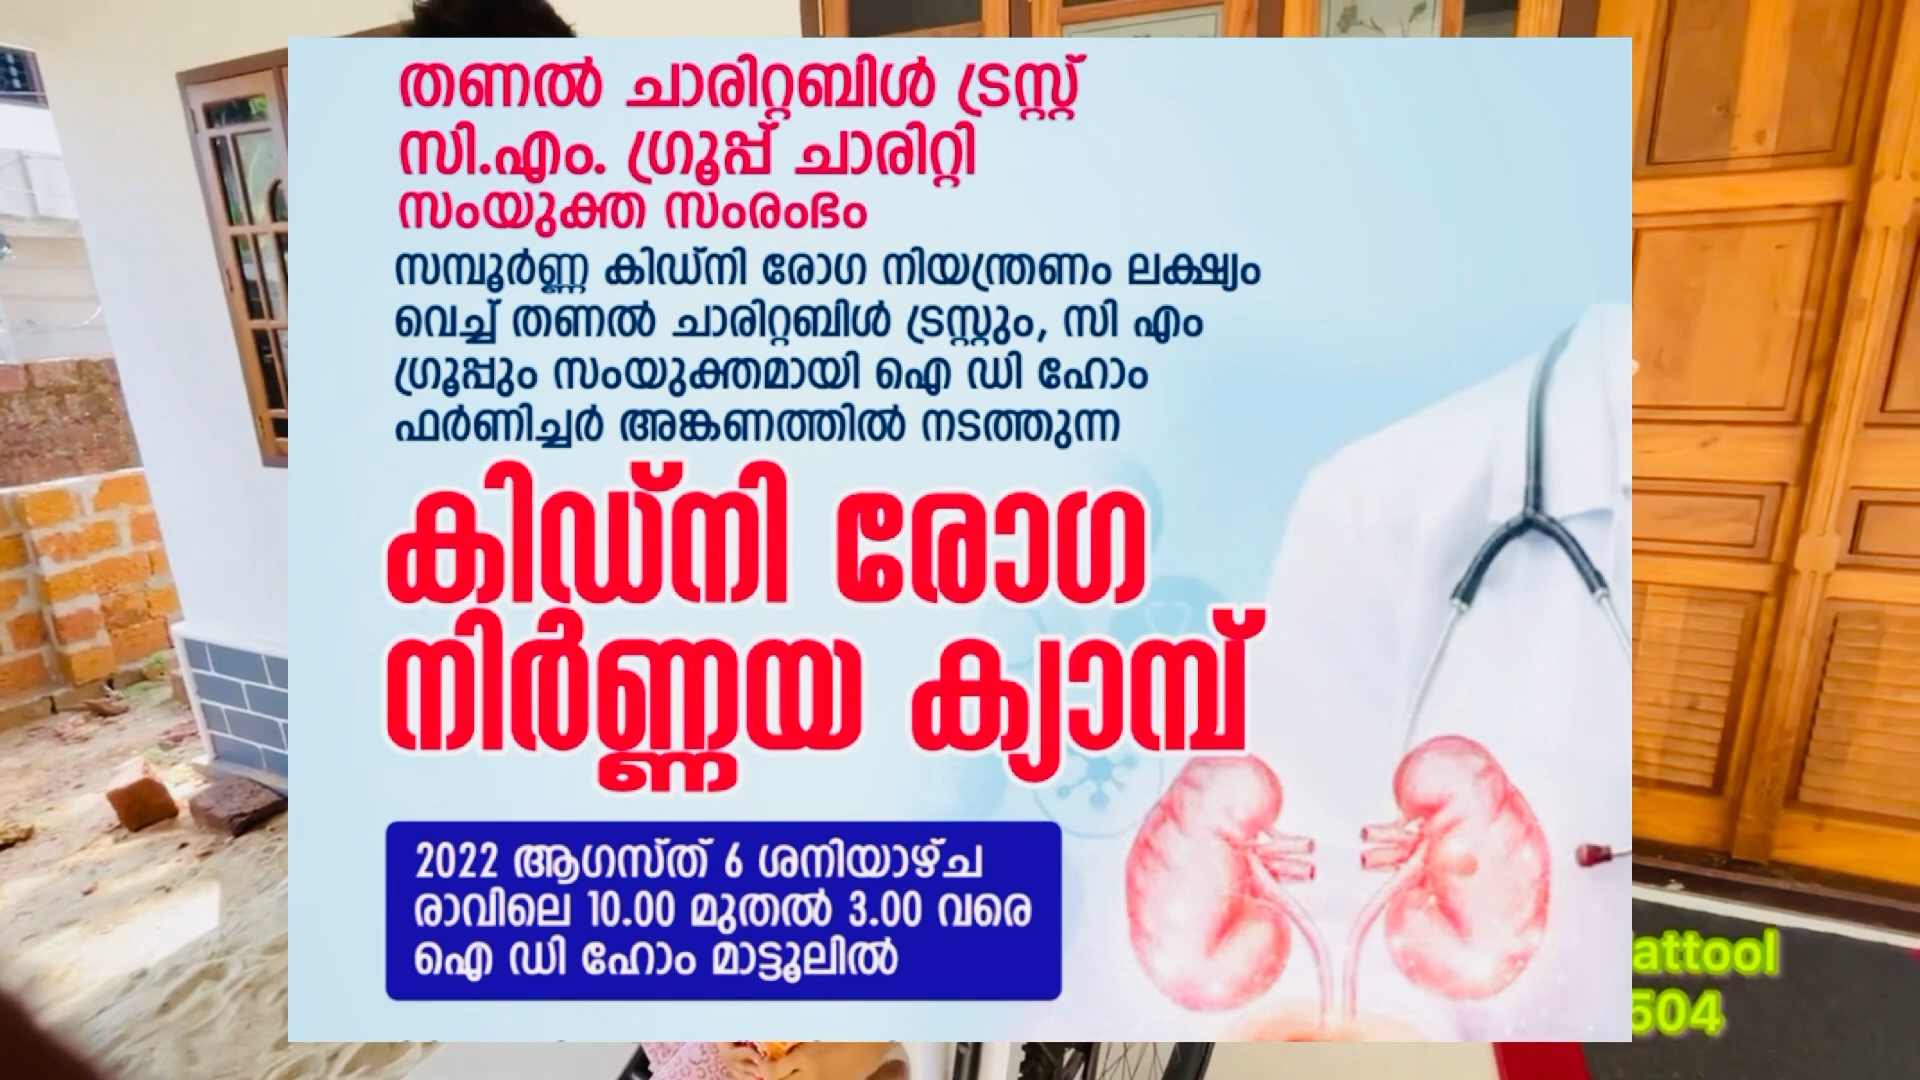 തണൽ ചാരിറ്റബിൾ ട്രസ്റ്റ്
സി.എം. ഗ്രൂപ്പ് ചാരിറ്റി
സംയുക്ത സംരംഭം
സമ്പൂർണ്ണ കിഡ്നി രോഗ നിയന്ത്രണം ലക്ഷ്യം
വെച്ച് തണൽ ചാരിറ്റബിൾ ട്രസ്റ്റും, സി എം
ഗ്രൂപ്പും സംയുക്തമായി ഐ ഡി ഹോം
ഫർണിച്ചർ അങ്കണത്തിൽ നടത്തുന്ന
കിഡ്നി രോഗ
നിർണ്ണയ ക്യാമ്പ്
2022 ആഗസ്ത് 6 ശനിയാഴ്ച
രാവിലെ 10.00 മുതൽ 3.00 വരെ
ഐ ഡി ഹോം മാട്ടൂലിൽ
attool
504